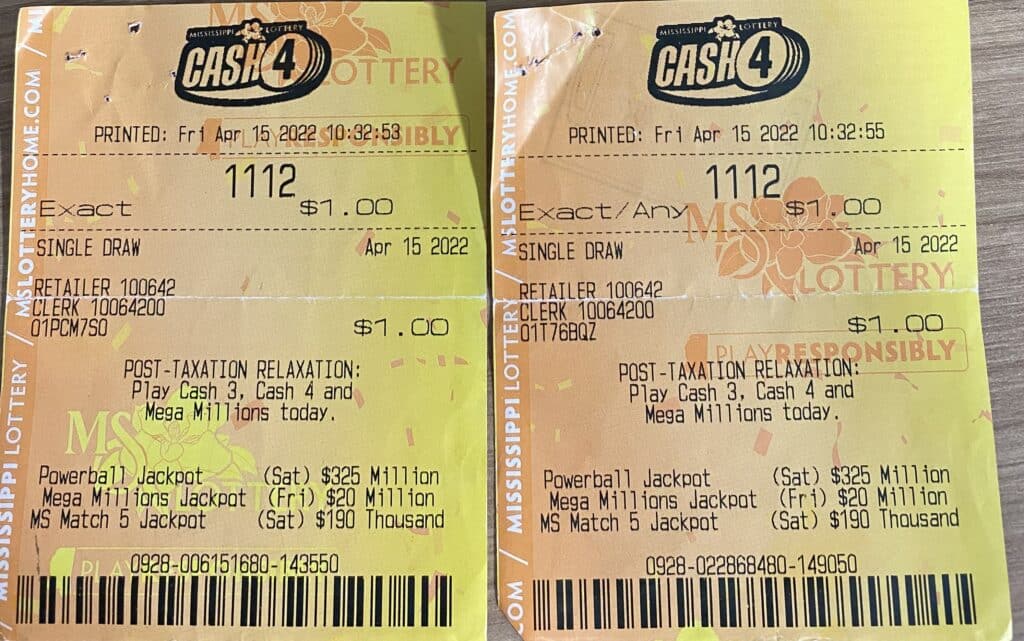 MISSISSIPPI LOTTERY
CASH 4
LOTTERY
PRINTED: Fri Apr 15 2022 10:32:53
PLAY RESPONSIBLY
1112
Exact $1.00
SINGLE DRAW Apr 15 2022
RETAILER 100642
CLERK 10064200
01PCM7S0 $1.00
POST-TAXATION RELAXATION:
Play Cash 3, Cash 4 and
Mega Millions today.
MS
LOTTERY
Powerball Jackpot (Sat) $325 Million
Mega Millions Jackpot (Fri) $20 Million
MS Match 5 Jackpot (Sat) $190 Thousand
0928-006151680-143550
MISSISSIPPI LOTTERY / MSLOTTERYHOME.COM /
MISSISSIPPI LOTTERY
CASH 4
PRINTED: Fri Apr 15 2022 10:32:55
1112
Exact/Any $1.00
MS
LOTTERY
SINGLE DRAW Apr 15 2022
RETAILER 100642
CLERK 10064200
01T76BQZ $1.00
PLAY RESPONSIBLY
POST-TAXATION RELAXATION:
Play Cash 3, Cash 4 and
Mega Millions today.
Powerball Jackpot (Sat) $325 Million
Mega Millions Jackpot (Fri) $20 Million
MS Match 5 Jackpot (Sat) $190 Thousand
0928-022868480-149050
COM / MISSISSIPPI LOTTERY / MSLOTTERYHOME.COM